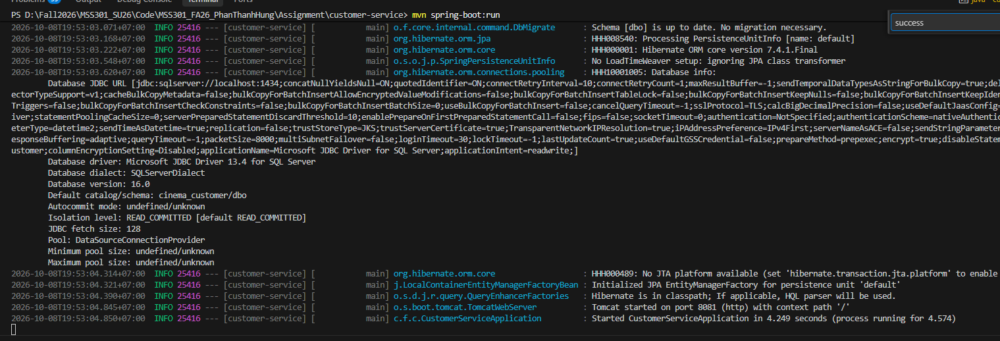 Problems 33 Output Debug Console Terminal Ports java
PS D:\Fall2026\MSS301_SU26\Code\MSS301_FA26_PhanThanhHung\Assignment\customer-service> mvn spring-boot:run
success
2026-10-08T19:53:03.071+07:00 INFO 25416 --- [customer-service] [ main] o.f.core.internal.command.DbMigrate : Schema [dbo] is up to date. No migration necessary.
2026-10-08T19:53:03.168+07:00 INFO 25416 --- [customer-service] [ main] org.hibernate.orm.jpa : HHH008540: Processing PersistenceUnitInfo [name: default]
2026-10-08T19:53:03.222+07:00 INFO 25416 --- [customer-service] [ main] org.hibernate.orm.core : HHH000001: Hibernate ORM core version 7.4.1.Final
2026-10-08T19:53:03.548+07:00 INFO 25416 --- [customer-service] [ main] o.s.o.j.p.SpringPersistenceUnitInfo : No LoadTimeWeaver setup: ignoring JPA class transformer
2026-10-08T19:53:03.620+07:00 INFO 25416 --- [customer-service] [ main] org.hibernate.orm.connections.pooling : HHH10001005: Database info:
Database JDBC URL [jdbc:sqlserver://localhost:1434;concatNullYieldsNull=ON;quotedIdentifier=ON;connectRetryInterval=10;connectRetryCount=1;maxResultBuffer=-1;sendTemporalDataTypesAsStringForBulkCopy=true;del
ectorTypeSupport=v1;cacheBulkCopyMetadata=false;bulkCopyForBatchInsertAllowEncryptedValueModifications=false;bulkCopyForBatchInsertTableLock=false;bulkCopyForBatchInsertKeepNulls=false;bulkCopyForBatchInsertKeepIden
Triggers=false;bulkCopyForBatchInsertCheckConstraints=false;bulkCopyForBatchInsertBatchSize=0;useBulkCopyForBatchInsert=false;cancelQueryTimeout=-1;sslProtocol=TLS;calcBigDecimalPrecision=false;useDefaultJaasConfig=
iver;statementPoolingCacheSize=0;serverPreparedStatementDiscardThreshold=10;enablePrepareOnFirstPreparedStatementCall=false;fips=false;socketTimeout=0;authentication=NotSpecified;authenticationScheme=nativeAuthentic
eterType=datetime2;sendTimeAsDatetime=true;replication=false;trustStoreType=JKS;trustServerCertificate=true;TransparentNetworkIPResolution=true;iPAddressPreference=IPv4First;serverNameAsACE=false;sendStringParameter
esponseBuffering=adaptive;queryTimeout=-1;packetSize=8000;multiSubnetFailover=false;loginTimeout=30;lockTimeout=-1;lastUpdateCount=true;useDefaultGSSCredential=false;prepareMethod=prepexec;encrypt=true;disableStatem
ustomer;columnEncryptionSetting=Disabled;applicationName=Microsoft JDBC Driver for SQL Server;applicationIntent=readwrite;]
Database driver: Microsoft JDBC Driver 13.4 for SQL Server
Database dialect: SQLServerDialect
Database version: 16.0
Default catalog/schema: cinema_customer/dbo
Autocommit mode: undefined/unknown
Isolation level: READ_COMMITTED [default READ_COMMITTED]
JDBC fetch size: 128
Pool: DataSourceConnectionProvider
Minimum pool size: undefined/unknown
Maximum pool size: undefined/unknown
2026-10-08T19:53:04.314+07:00 INFO 25416 --- [customer-service] [ main] org.hibernate.orm.core : HHH000489: No JTA platform available (set 'hibernate.transaction.jta.platform' to enable
2026-10-08T19:53:04.321+07:00 INFO 25416 --- [customer-service] [ main] j.LocalContainerEntityManagerFactoryBean : Initialized JPA EntityManagerFactory for persistence unit 'default'
2026-10-08T19:53:04.390+07:00 INFO 25416 --- [customer-service] [ main] o.s.d.j.r.query.QueryEnhancerFactories : Hibernate is in classpath; If applicable, HQL parser will be used.
2026-10-08T19:53:04.845+07:00 INFO 25416 --- [customer-service] [ main] o.s.boot.tomcat.TomcatWebServer : Tomcat started on port 8081 (http) with context path '/'
2026-10-08T19:53:04.850+07:00 INFO 25416 --- [customer-service] [ main] c.f.c.CustomerServiceApplication : Started CustomerServiceApplication in 4.249 seconds (process running for 4.574)